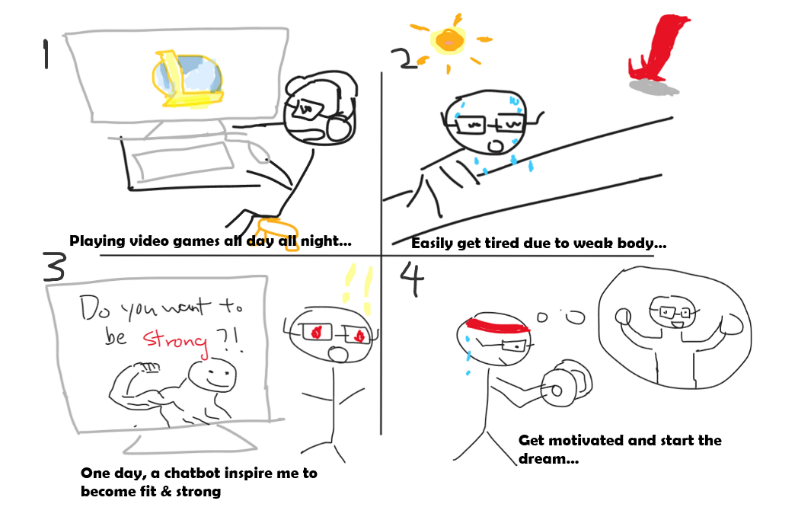 1
Playing video games all day all night...
2
Easily get tired due to weak body...
3
!!
Do you want to
be strong ?!
One day, a chatbot inspire me to
become fit & strong
4
Get motivated and start the
dream...